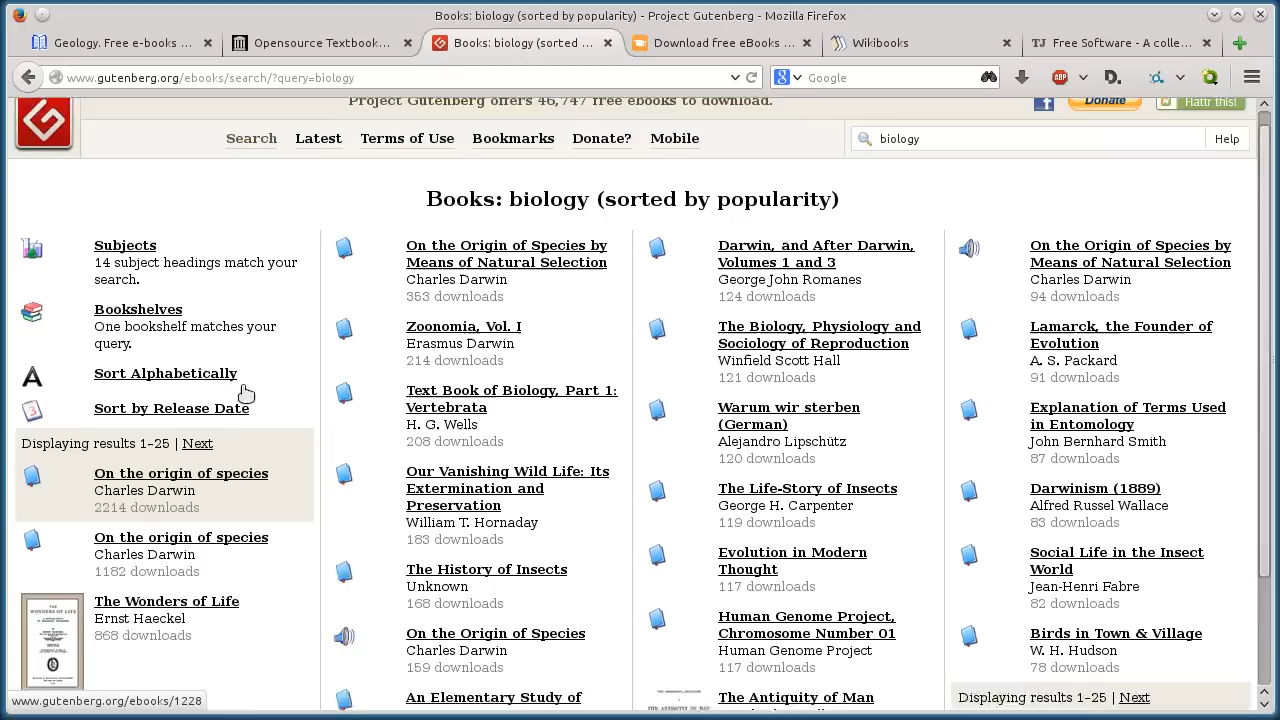 Books: biology (sorted by popularity) - Project Gutenberg - Mozilla Firefox
Geology. Free e-books ...
Opensource Textbook...
Books: biology (sorted ...
Download free eBooks ...
Wikibooks
TJ Free Software - A colle...
www.gutenberg.org/ebooks/search/?query=biology
Google
ABP
D.
Project Gutenberg offers 46,747 free ebooks to download.
Donate
Flattr this!
Search Latest Terms of Use Bookmarks Donate? Mobile
biology
Help
Books: biology (sorted by popularity)
Subjects
14 subject headings match your
search.
Bookshelves
One bookshelf matches your
query.
Sort Alphabetically
Sort by Release Date
Displaying results 1–25 | Next
On the origin of species
Charles Darwin
2214 downloads
On the origin of species
Charles Darwin
1182 downloads
The Wonders of Life
Ernst Haeckel
868 downloads
On the Origin of Species by
Means of Natural Selection
Charles Darwin
353 downloads
Zoonomia, Vol. I
Erasmus Darwin
214 downloads
Text Book of Biology, Part 1:
Vertebrata
H. G. Wells
208 downloads
Our Vanishing Wild Life: Its
Extermination and
Preservation
William T. Hornaday
183 downloads
The History of Insects
Unknown
168 downloads
On the Origin of Species
Charles Darwin
159 downloads
An Elementary Study of
Darwin, and After Darwin,
Volumes 1 and 3
George John Romanes
124 downloads
The Biology, Physiology and
Sociology of Reproduction
Winfield Scott Hall
121 downloads
Warum wir sterben
(German)
Alejandro Lipschütz
120 downloads
The Life-Story of Insects
George H. Carpenter
119 downloads
Evolution in Modern
Thought
117 downloads
Human Genome Project,
Chromosome Number 01
Human Genome Project
117 downloads
The Antiquity of Man
On the Origin of Species by
Means of Natural Selection
Charles Darwin
94 downloads
Lamarck, the Founder of
Evolution
A. S. Packard
91 downloads
Explanation of Terms Used
in Entomology
John Bernhard Smith
87 downloads
Darwinism (1889)
Alfred Russel Wallace
83 downloads
Social Life in the Insect
World
Jean-Henri Fabre
82 downloads
Birds in Town & Village
W. H. Hudson
78 downloads
Displaying results 1–25 | Next
www.gutenberg.org/ebooks/1228